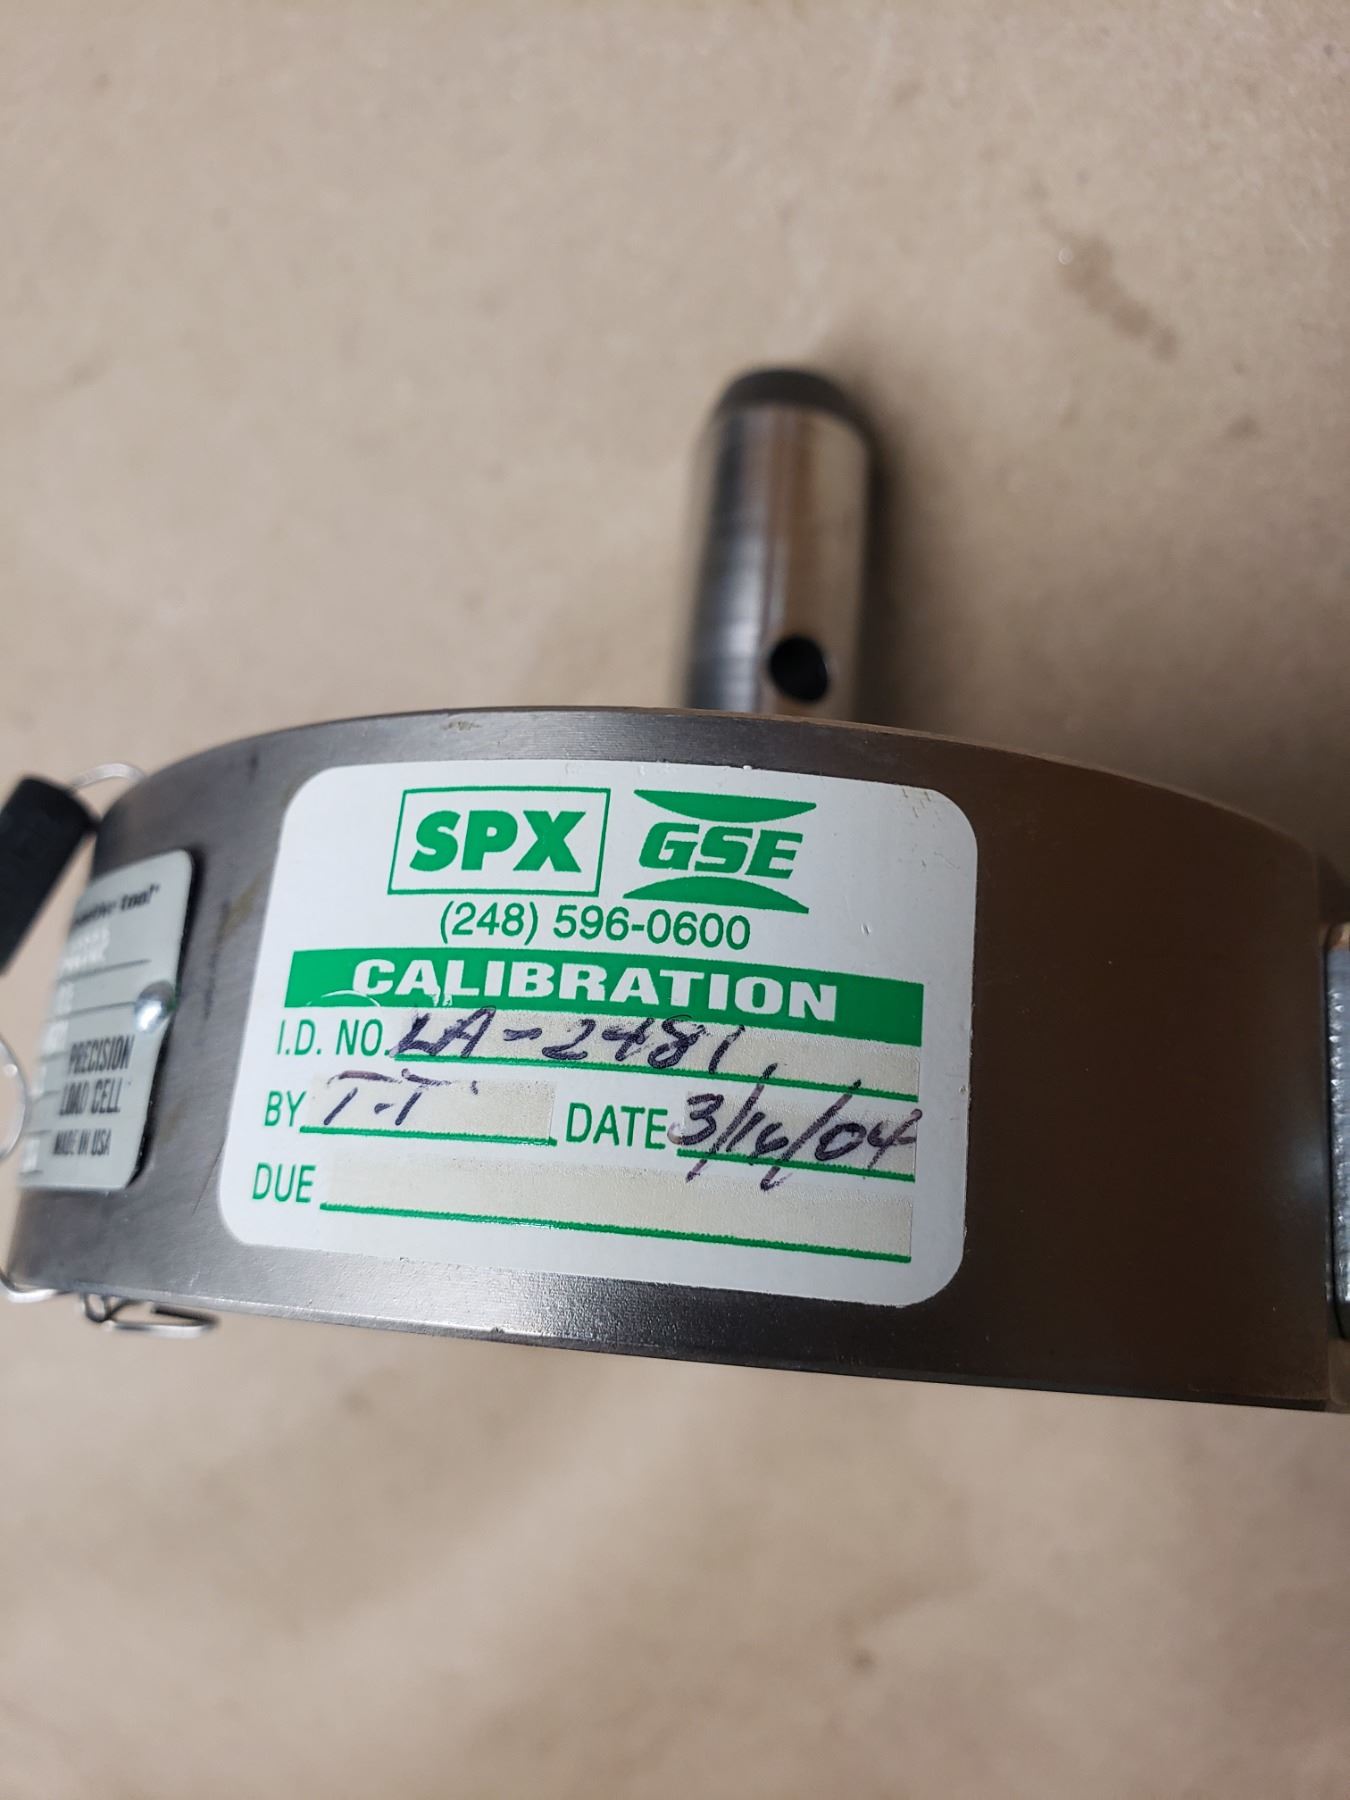 SPX GSE
(248) 596-0600
CALIBRATION
I.D. NO. LA-2481
BY T.T DATE 3/16/04
DUE
PRECISION
LOAD CELL
MADE IN USA